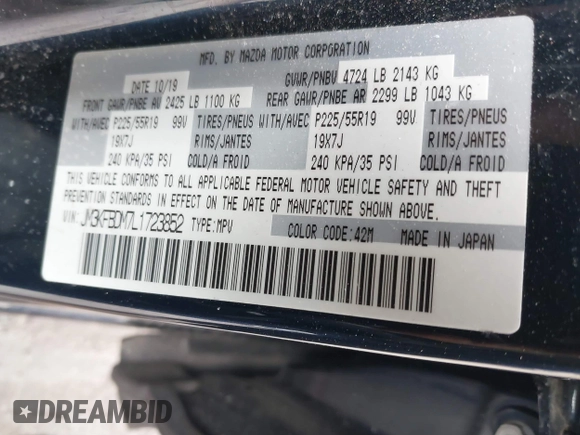 MFD. BY MAZDA MOTOR CORPORATION
DATE 10/19 GVWR/PNBV 4724 LB 2143 KG
FRONT GAWR/PNBE AV 2425 LB 1100 KG REAR GAWR/PNBE AR 2299 LB 1043 KG
WITH/AVEC P225/55R19 99V TIRES/PNEUS WITH/AVEC P225/55R19 99V TIRES/PNEUS
19X7J RIMS/JANTES 19X7J RIMS/JANTES
240 KPA/35 PSI COLD/A FROID 240 KPA/35 PSI COLD/A FROID
THIS VEHICLE CONFORMS TO ALL APPLICABLE FEDERAL MOTOR VEHICLE SAFETY AND THEFT
PREVENTION STANDARDS IN EFFECT ON THE DATE OF MANUFACTURE SHOWN ABOVE.
VIN: JM3KFBDM7L1723852 TYPE:MPV COLOR CODE:42M MADE IN JAPAN
DREAMBID